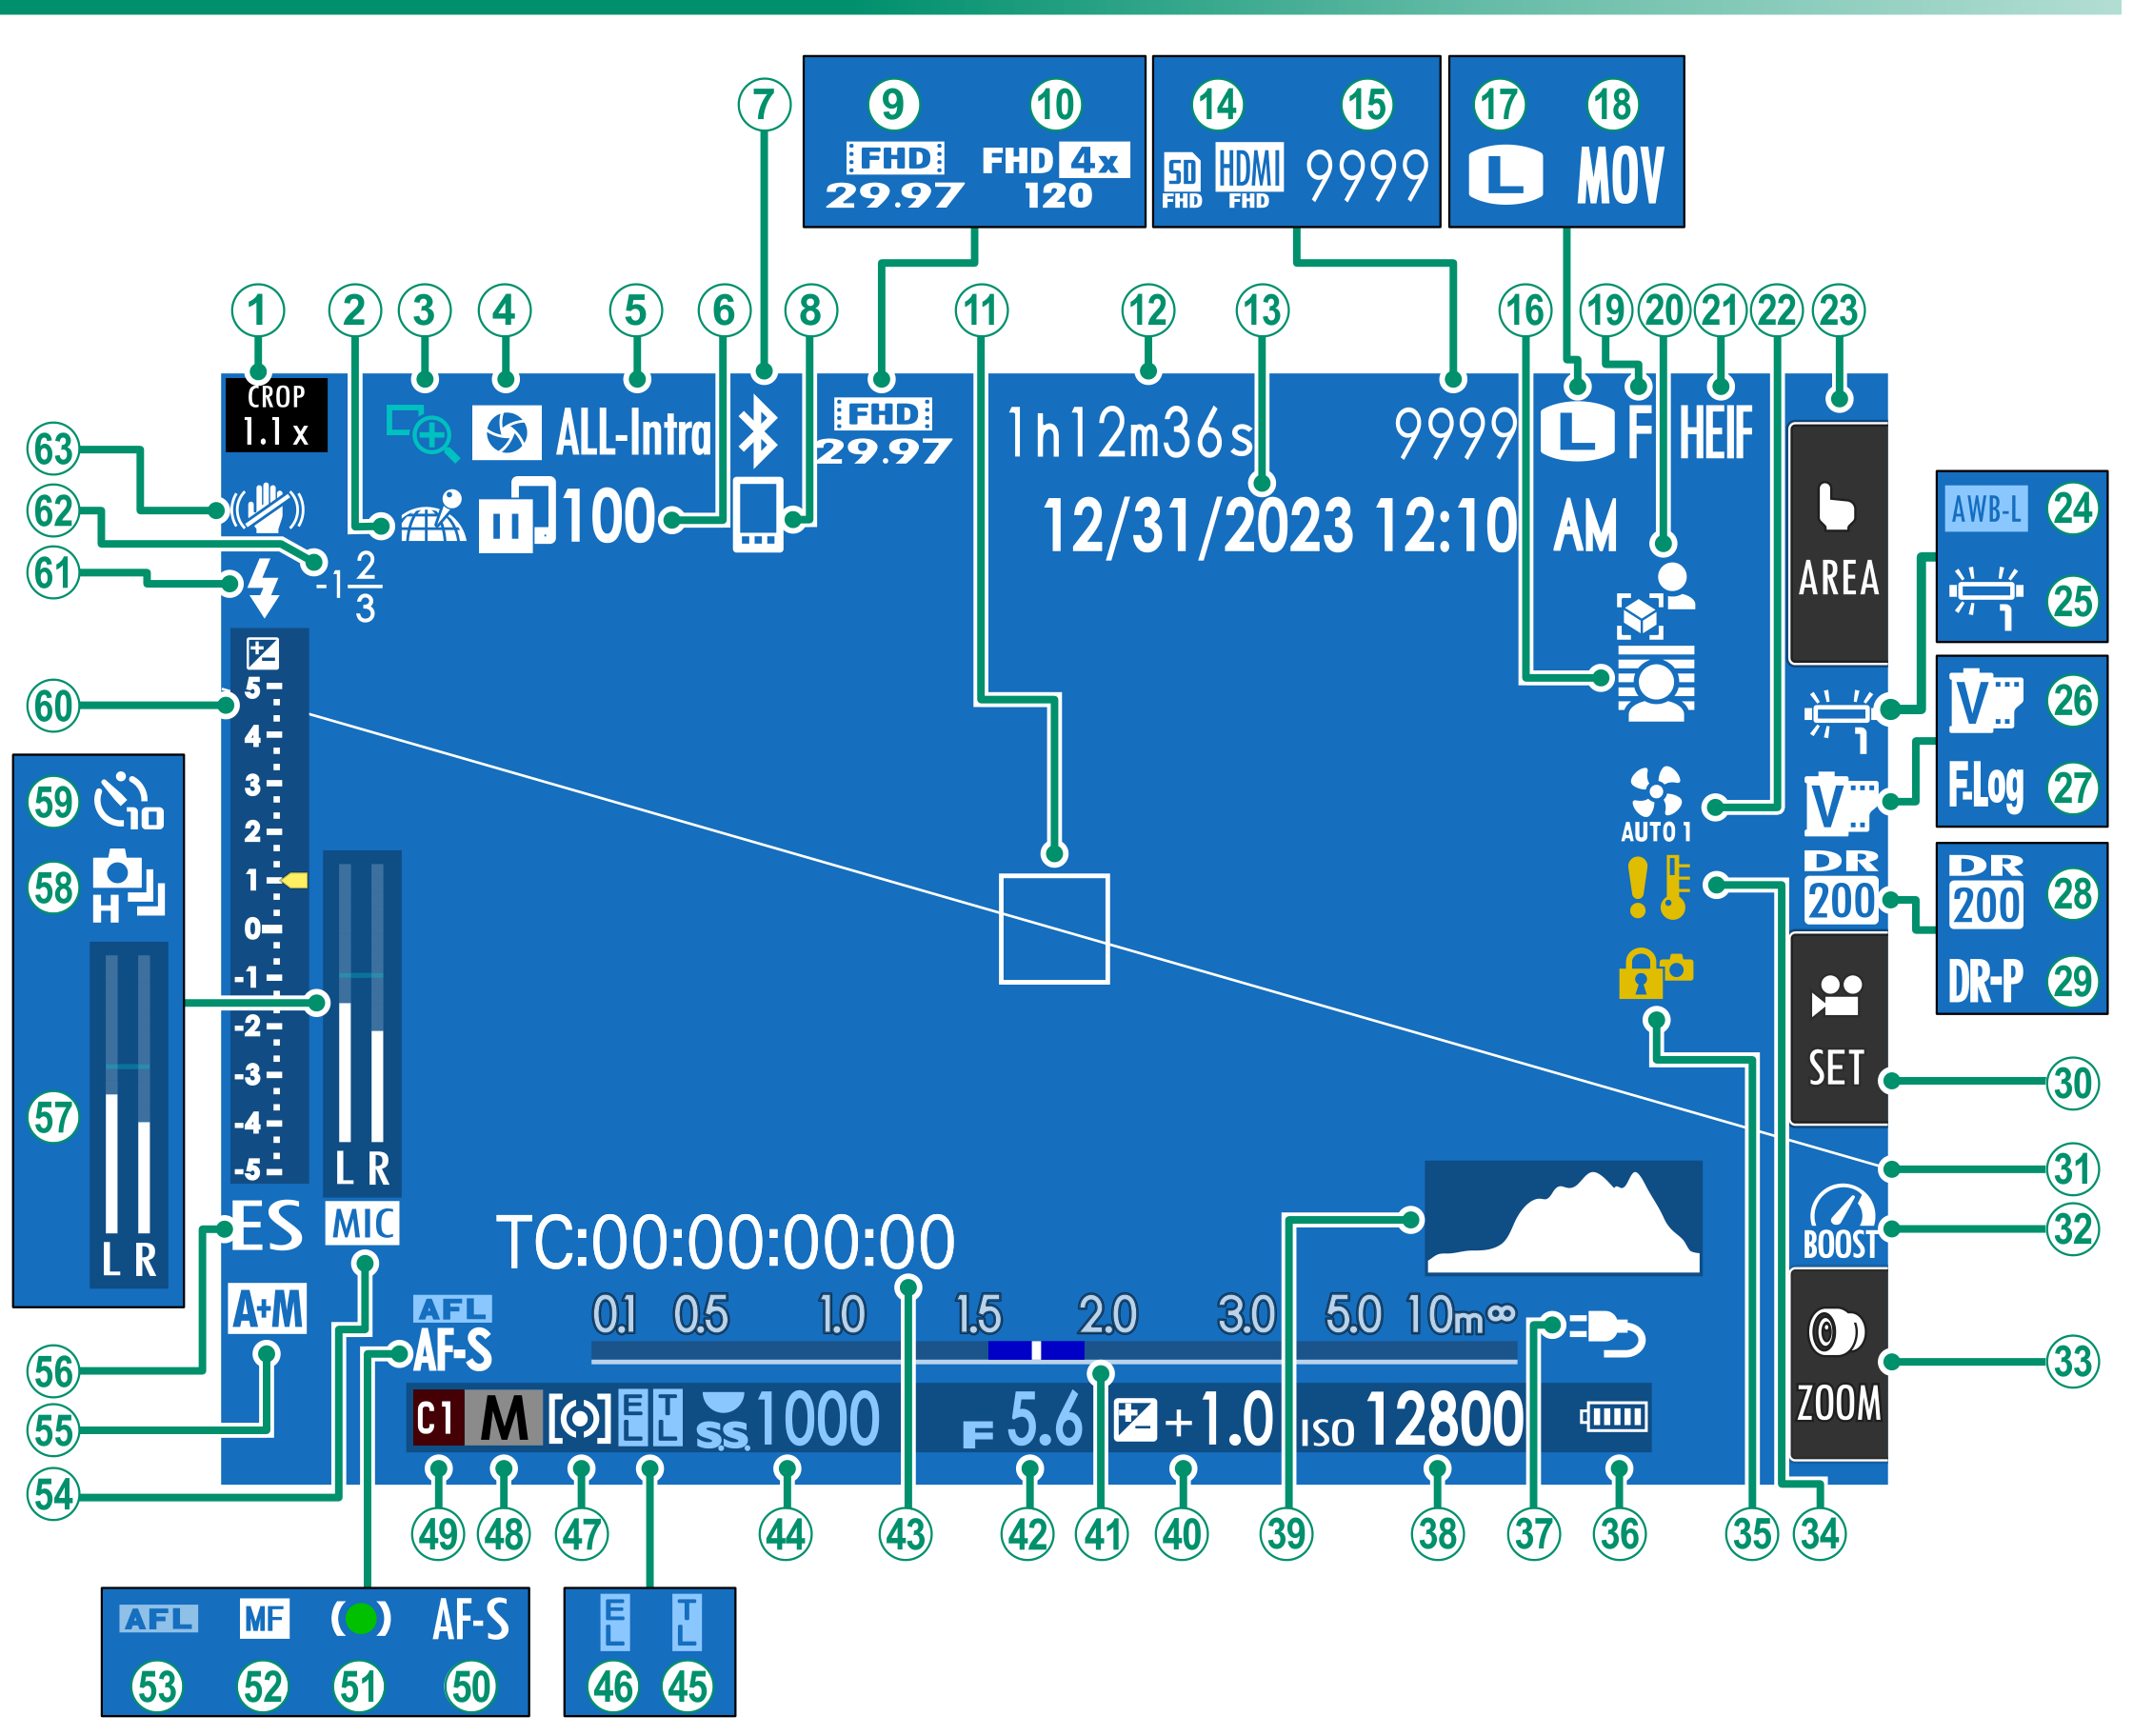 9 10 14 15 17 18
7
FHD 29.97
FHD 4x 120
SD FHD
HDMI FHD
9999
L MOV
1 2 3 4 5 6 8 11 12 13 16 19 20 21 22 23
CROP
1.1 x
ALL-Intra
FHD
29.97
1h12m36s
9999
L F HEIF
100
12/31/2023 12:10 AM
AREA
63
62
61
-1 2/3
60
5
4
3
2
1
0
-1
-2
-3
-4
-5
AWB-L 24
1 25
V 26
F-Log 27
DR 200 28
DR-P 29
1
V
DR
200
AUTO 1
59 10
58 H
57
L R
L R
SET
30
31
32
BOOST
33
ZOOM
ES
MIC
TC:00:00:00:00
A+M
56
55
54
AFL
AF-S
0.1 0.5 1.0 1.5 2.0 3.0 5.0 10m ∞
C1 M E L T L S.S. 1000 F 5.6 +1.0 ISO 12800
49 48 47 44 43 42 41 40 39 38 37 36 35 34
AFL MF AF-S
53 52 51 50
E L T L
46 45